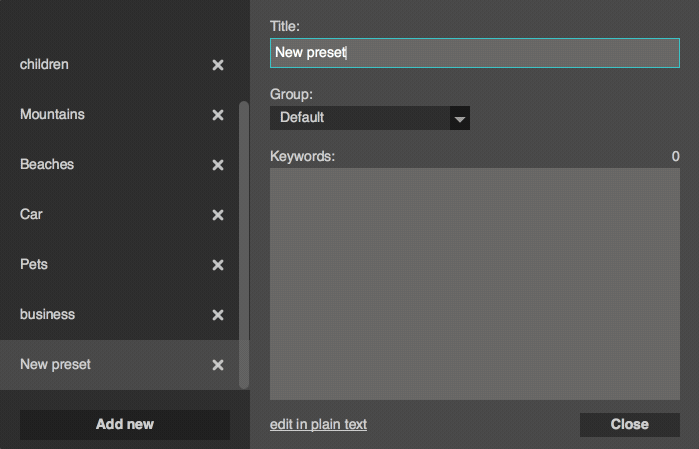 children
Mountains
Beaches
Car
Pets
business
New preset
Add new
Title:
New preset
Group:
Default
Keywords: 0
edit in plain text
Close